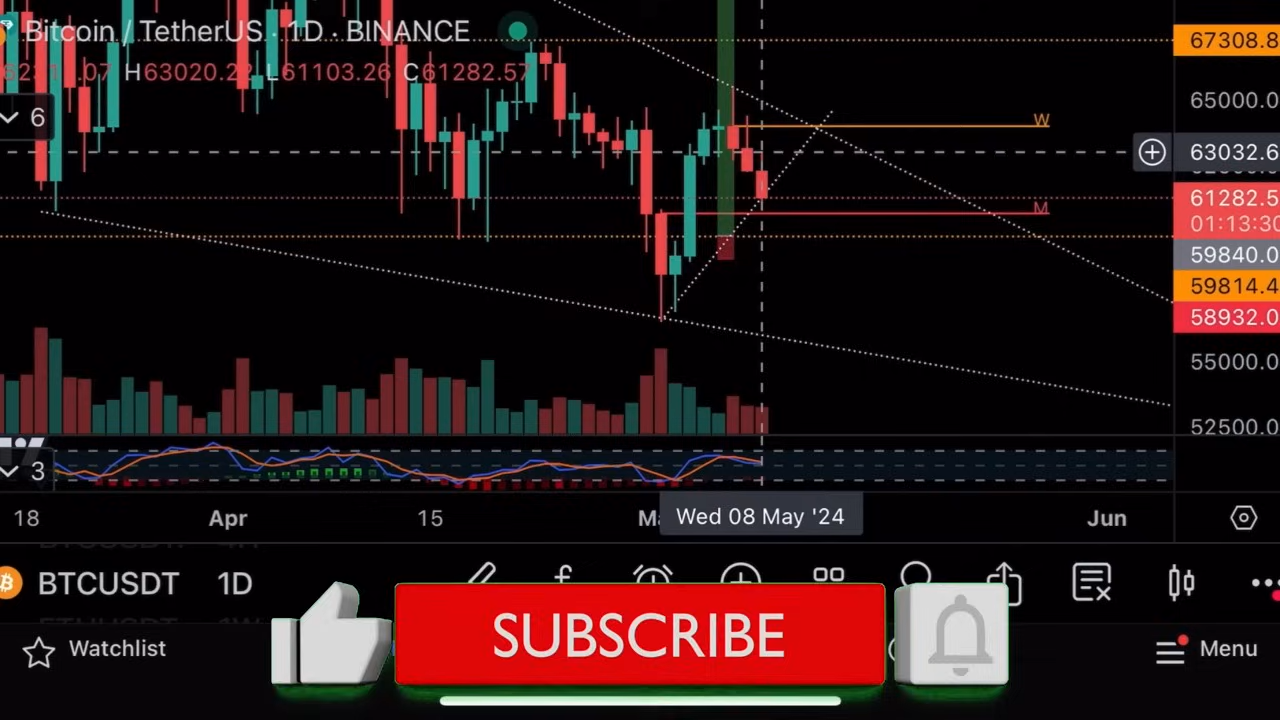 Bitcoin / TetherUS · 1D · BINANCE
H63020.22 L61103.26 C61282.57
6
67308.8
65000.0
W
63032.6
61282.5
01:13:30
M
59840.0
59814.4
58932.0
55000.0
52500.0
3
18 Apr 15 Wed 08 May '24 Jun
BTCUSDT 1D
SUBSCRIBE
Watchlist
Menu